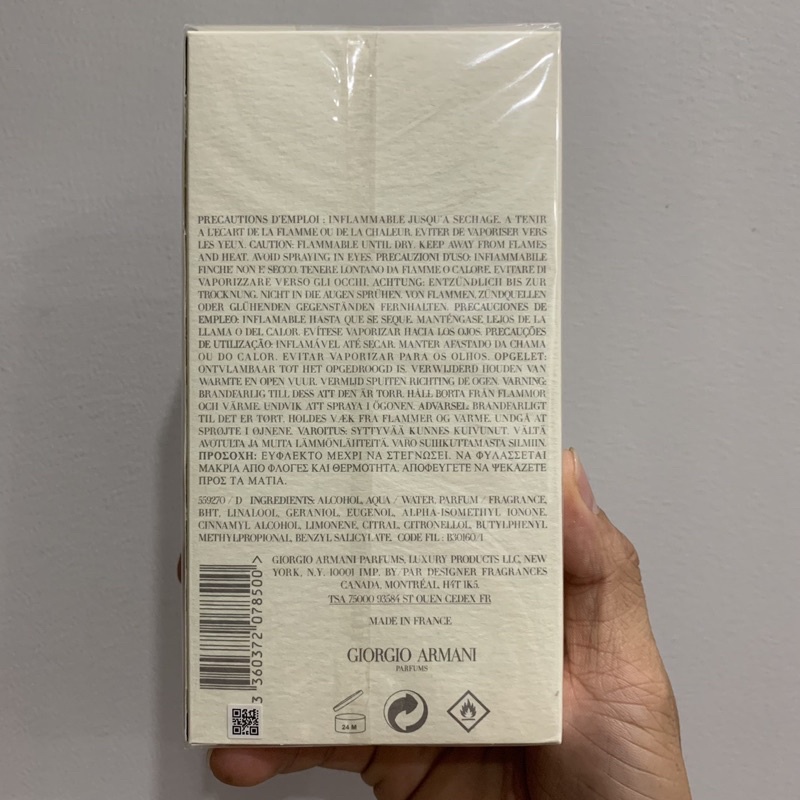 PRECAUTIONS D'EMPLOI : INFLAMMABLE JUSQU'A SECHAGE. A TENIR
A L'ECART DE LA FLAMME OU DE LA CHALEUR. EVITER DE VAPORISER VERS
LES YEUX. CAUTION: FLAMMABLE UNTIL DRY. KEEP AWAY FROM FLAMES
AND HEAT. AVOID SPRAYING IN EYES. PRECAUZIONI D'USO: INFIAMMABILE
FINCHE NON E SECCO. TENERE LONTANO DA FIAMME O CALORE. EVITARE DI
VAPORIZZARE VERSO GLI OCCHI. ACHTUNG: ENTZÜNDLICH BIS ZUR
TROCKNUNG. NICHT IN DIE AUGEN SPRÜHEN. VON FLAMMEN, ZÜNDQUELLEN
ODER GLÜHENDEN GEGENSTÄNDEN FERNHALTEN. PRECAUCIONES DE
EMPLEO: INFLAMABLE HASTA QUE SE SEQUE. MANTÉNGASE LEJOS DE LA
LLAMA O DEL CALOR. EVÍTESE VAPORIZAR HACIA LOS OJOS. PRECAUÇÕES
DE UTILIZAÇÃO: INFLAMÁVEL ATÉ SECAR. MANTER AFASTADO DA CHAMA
OU DO CALOR. EVITAR VAPORIZAR PARA OS OLHOS. OPGELET:
ONTVLAMBAAR TOT HET OPGEDROOGD IS. VERWIJDERD HOUDEN VAN
WARMTE EN OPEN VUUR. VERMIJD SPUITEN RICHTING DE OGEN. VARNING:
BRANDFARLIG TILL DESS ATT DEN ÄR TORR. HÅLL BORTA FRÅN FLAMMOR
OCH VÄRME. UNDVIK ATT SPRAYA I ÖGONEN. ADVARSEL: BRANDFARLIGT
TIL DET ER TØRT. HOLDES VÆK FRA FLAMMER OG VARME. UNDGÅ AT
SPRØJTE I ØJNENE. VAROITUS: SYTTYVÄÄ KUNNES KUIVUNUT. VÄLTÄ
AVOTULTA JA MUITA LÄMMÖNLÄHTEITÄ. VARO SUIHKUTTAMASTA SILMIIN.
ΠΡΟΣΟΧΗ: ΕΥΦΛΕΚΤΟ ΜΕΧΡΙ ΝΑ ΣΤΕΓΝΩΣΕΙ. ΝΑ ΦΥΛΑΣΣΕΤΑΙ
ΜΑΚΡΙΑ ΑΠΟ ΦΛΟΓΕΣ ΚΑΙ ΘΕΡΜΟΤΗΤΑ. ΑΠΟΦΕΥΓΕΤΕ ΝΑ ΨΕΚΑΖΕΤΕ
ΠΡΟΣ ΤΑ ΜΑΤΙΑ.
559270 / D INGREDIENTS: ALCOHOL, AQUA / WATER, PARFUM / FRAGRANCE,
BHT, LINALOOL, GERANIOL, EUGENOL, ALPHA-ISOMETHYL IONONE,
CINNAMYL ALCOHOL, LIMONENE, CITRAL, CITRONELLOL, BUTYLPHENYL
METHYLPROPIONAL, BENZYL SALICYLATE. CODE FIL : B30160/1
GIORGIO ARMANI PARFUMS, LUXURY PRODUCTS LLC, NEW
YORK, N.Y. 10001 IMP. BY/PAR DESIGNER FRAGRANCES
CANADA, MONTRÉAL, H4T 1K5.
TSA 75000 93584 ST OUEN CEDEX FR
MADE IN FRANCE
GIORGIO ARMANI
PARFUMS
3 360372 078500 >
24 M